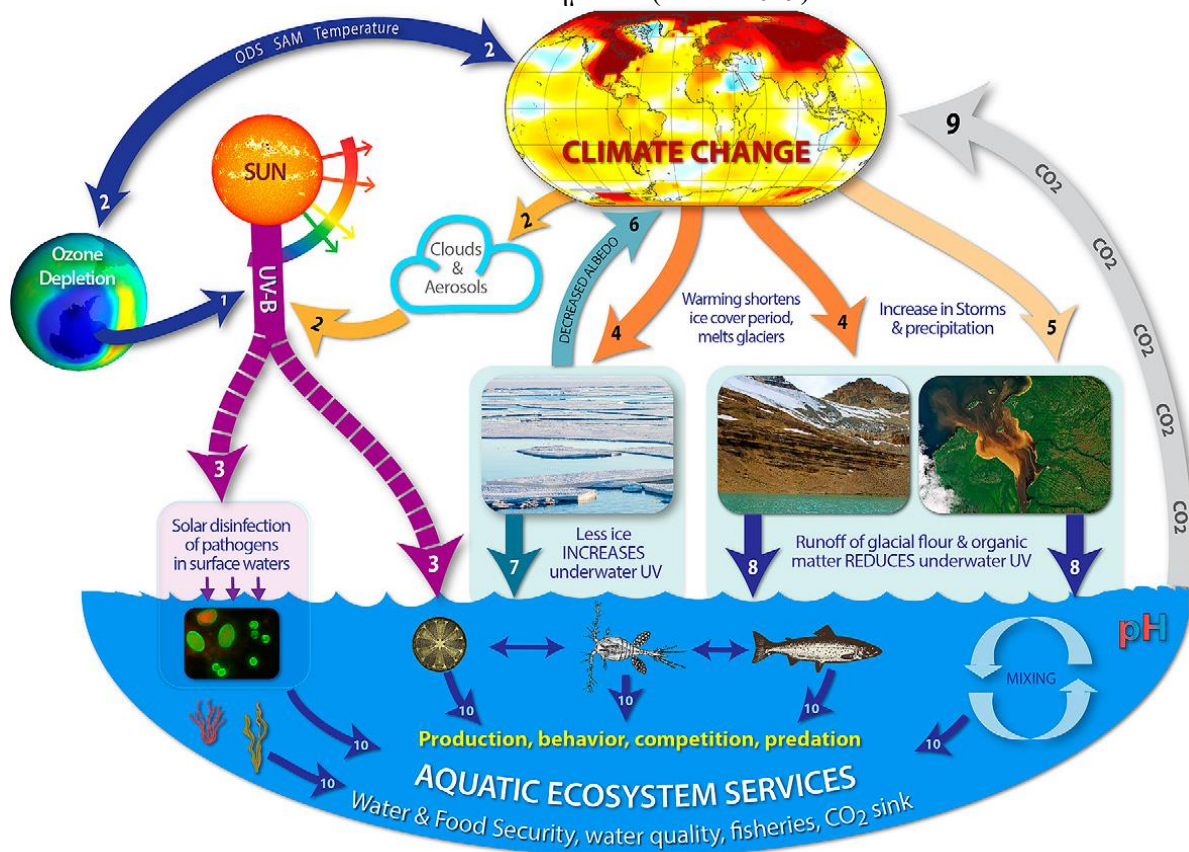 ODS SAM Temperature
2
2
CLIMATE CHANGE
9
SUN
Ozone
Depletion
1
UV-B
2
Clouds
&
Aerosols
2
6
DECREASED ALBEDO
4
Warming shortens
ice cover period,
melts glaciers
4
Increase in Storms
& precipitation
5
CO2
CO2
CO2
CO2
CO2
CO2
3
3
Solar disinfection
of pathogens
in surface waters
7
Less ice
INCREASES
underwater UV
8
Runoff of glacial flour & organic
matter REDUCES underwater UV
8
pH
MIXING
10
10
10
10
10
10
Production, behavior, competition, predation
AQUATIC ECOSYSTEM SERVICES
Water & Food Security, water quality, fisheries, CO₂ sink